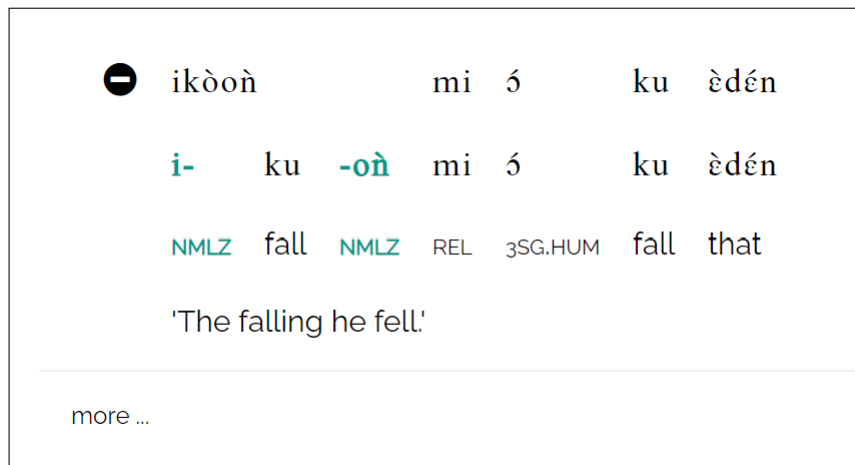 ikòoǹ mi ɔ́ ku ɛ̀dɛ́n
i- ku -oǹ mi ɔ́ ku ɛ̀dɛ́n
NMLZ fall NMLZ REL 3SG.HUM fall that
'The falling he fell.'
more ...